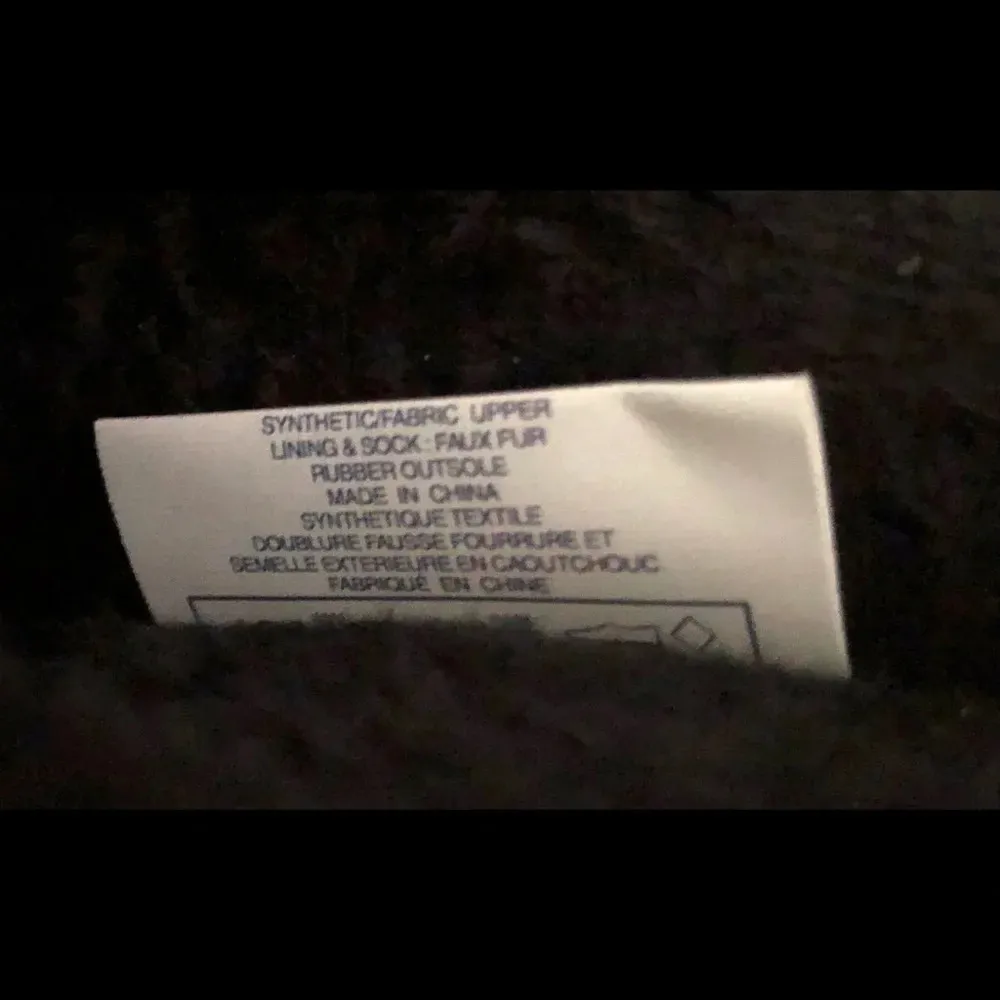 SYNTHETIC/FABRIC UPPER
LINING & SOCK : FAUX FUR
RUBBER OUTSOLE
MADE IN CHINA
SYNTHETIQUE TEXTILE
DOUBLURE FAUSSE FOURRURE ET
SEMELLE EXTERIEURE EN CAOUTCHOUC
FABRIQUE EN CHINE